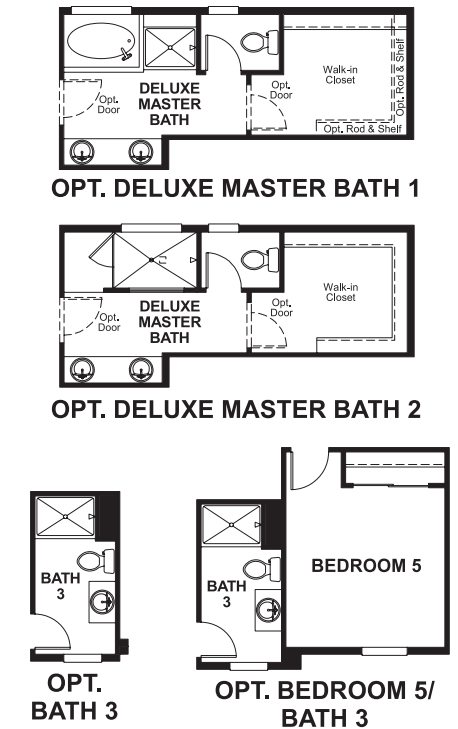 Opt.
Door
DELUXE
MASTER
BATH
Opt.
Door
Walk-in
Closet
Opt. Rod & Shelf
Opt. Rod & Shelf
OPT. DELUXE MASTER BATH 1
Opt.
Door
DELUXE
MASTER
BATH
Opt.
Door
Walk-in
Closet
OPT. DELUXE MASTER BATH 2
BATH
3
OPT.
BATH 3
BATH
3
BEDROOM 5
OPT. BEDROOM 5/
BATH 3